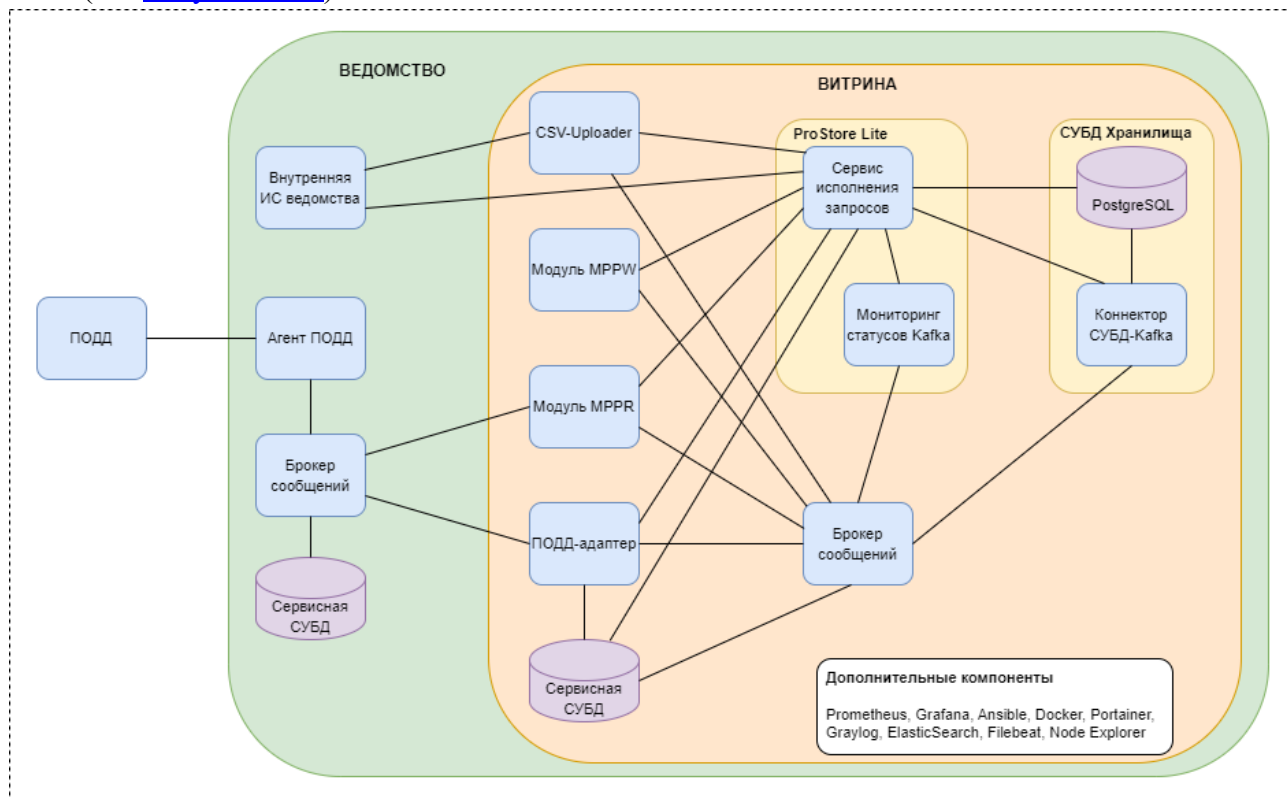 ВЕДОМСТВО
ВИТРИНА
CSV-Uploader
ProStore Lite
СУБД Хранилища
Внутренняя
ИС ведомства
Сервис
исполнения
запросов
PostgreSQL
Модуль MPPW
ПОДД
Агент ПОДД
Мониторинг
статусов Kafka
Коннектор
СУБД-Kafka
Модуль MPPR
Брокер
сообщений
ПОДД-адаптер
Брокер
сообщений
Сервисная
СУБД
Сервисная
СУБД
Дополнительные компоненты
Prometheus, Grafana, Ansible, Docker, Portainer,
Graylog, ElasticSearch, Filebeat, Node Explorer